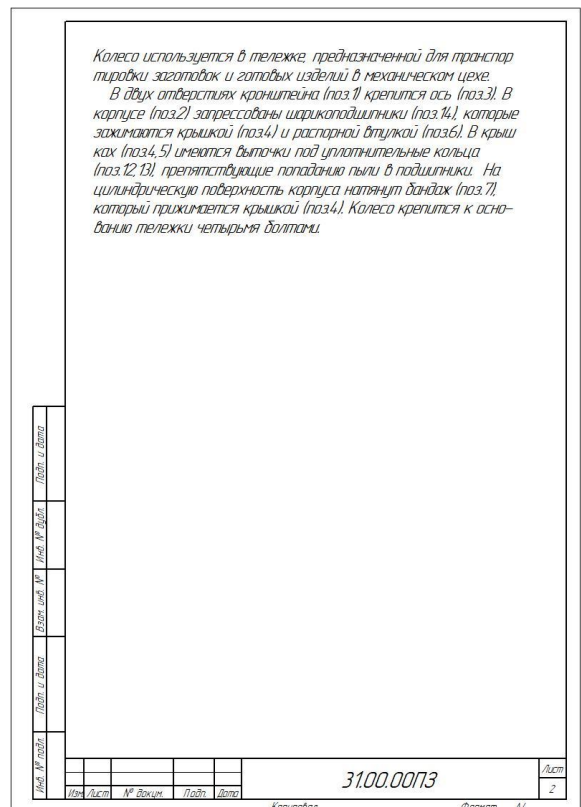 Колесо используется в тележке, предназначенной для транспор
тировки заготовок и готовых изделий в механическом цехе.
В двух отверстиях кронштейна (поз.1) крепится ось (поз.3). В
корпусе (поз.2) запрессованы шарикоподшипники (поз.14), которые
зажимаются крышкой (поз.4) и распорной втулкой (поз.6). В крыш
ках (поз.4,5) имеются выточки под уплотнительные кольца
(поз.12,13), препятствующие попаданию пыли в подшипники. На
цилиндрическую поверхность корпуса натянут бандаж (поз.7),
который прижимается крышкой (поз.4). Колесо крепится к осно-
ванию тележки четырьмя болтами.
Подп. и дата
Инв. № дубл.
Взам. инв. №
Подп. и дата
Инв. № подл.
Изм. Лист № докум. Подп. Дата
31.00.00ПЗ
Лист
2
Копировал
Формат А4